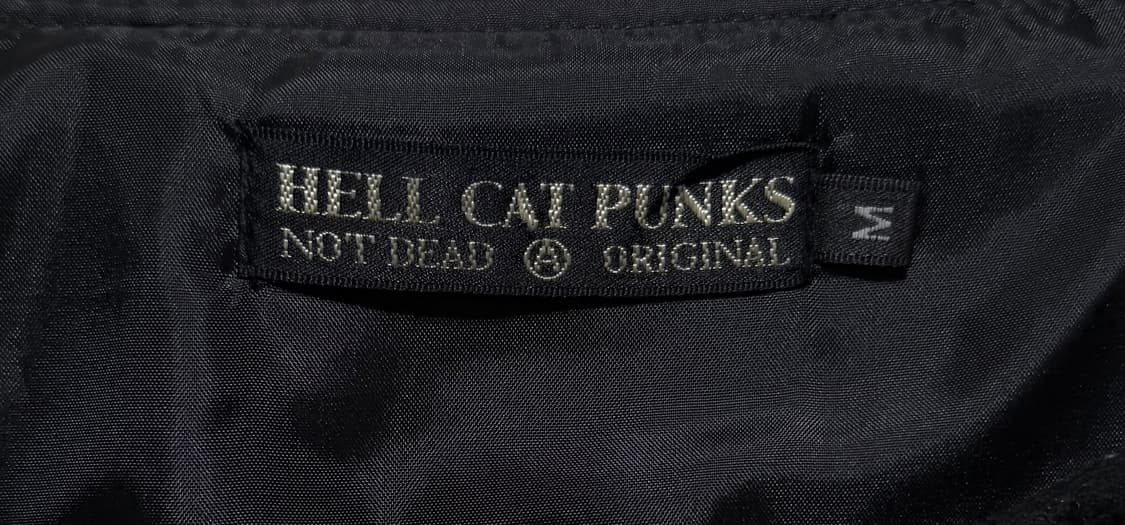 HELL CAT PUNKS
NOT DEAD Ⓐ ORIGINAL
M